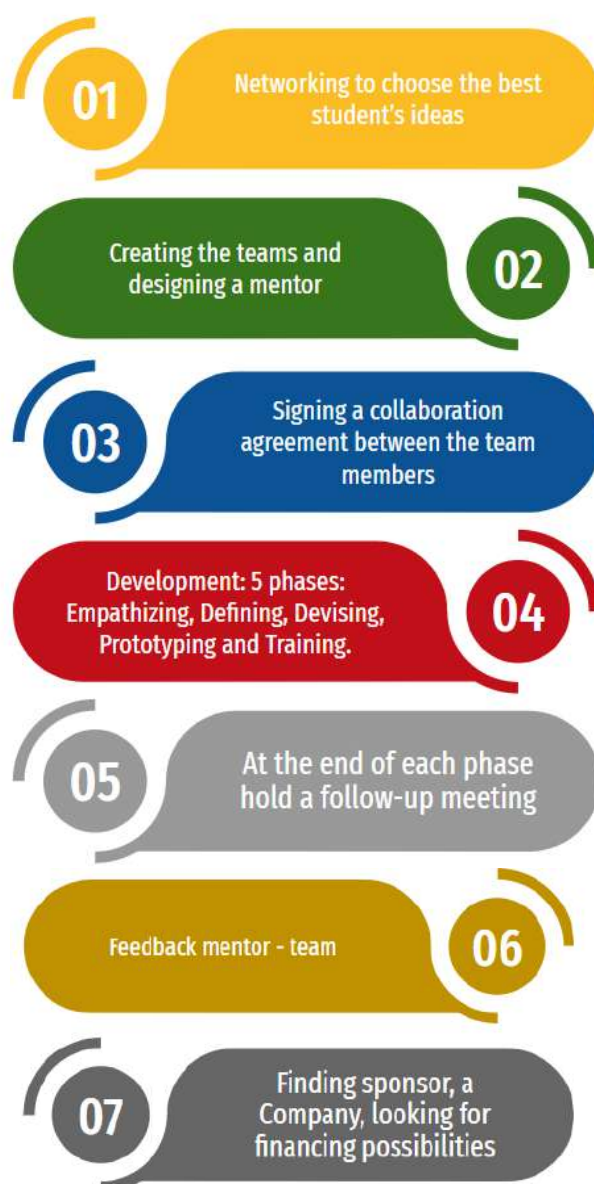 01
Networking to choose the best
student's ideas
Creating the teams and
designing a mentor
02
03
Signing a collaboration
agreement between the team
members
Development: 5 phases:
Empathizing, Defining, Devising,
Prototyping and Training.
04
05
At the end of each phase
hold a follow-up meeting
Feedback mentor - team
06
07
Finding sponsor, a
Company, looking for
financing possibilities